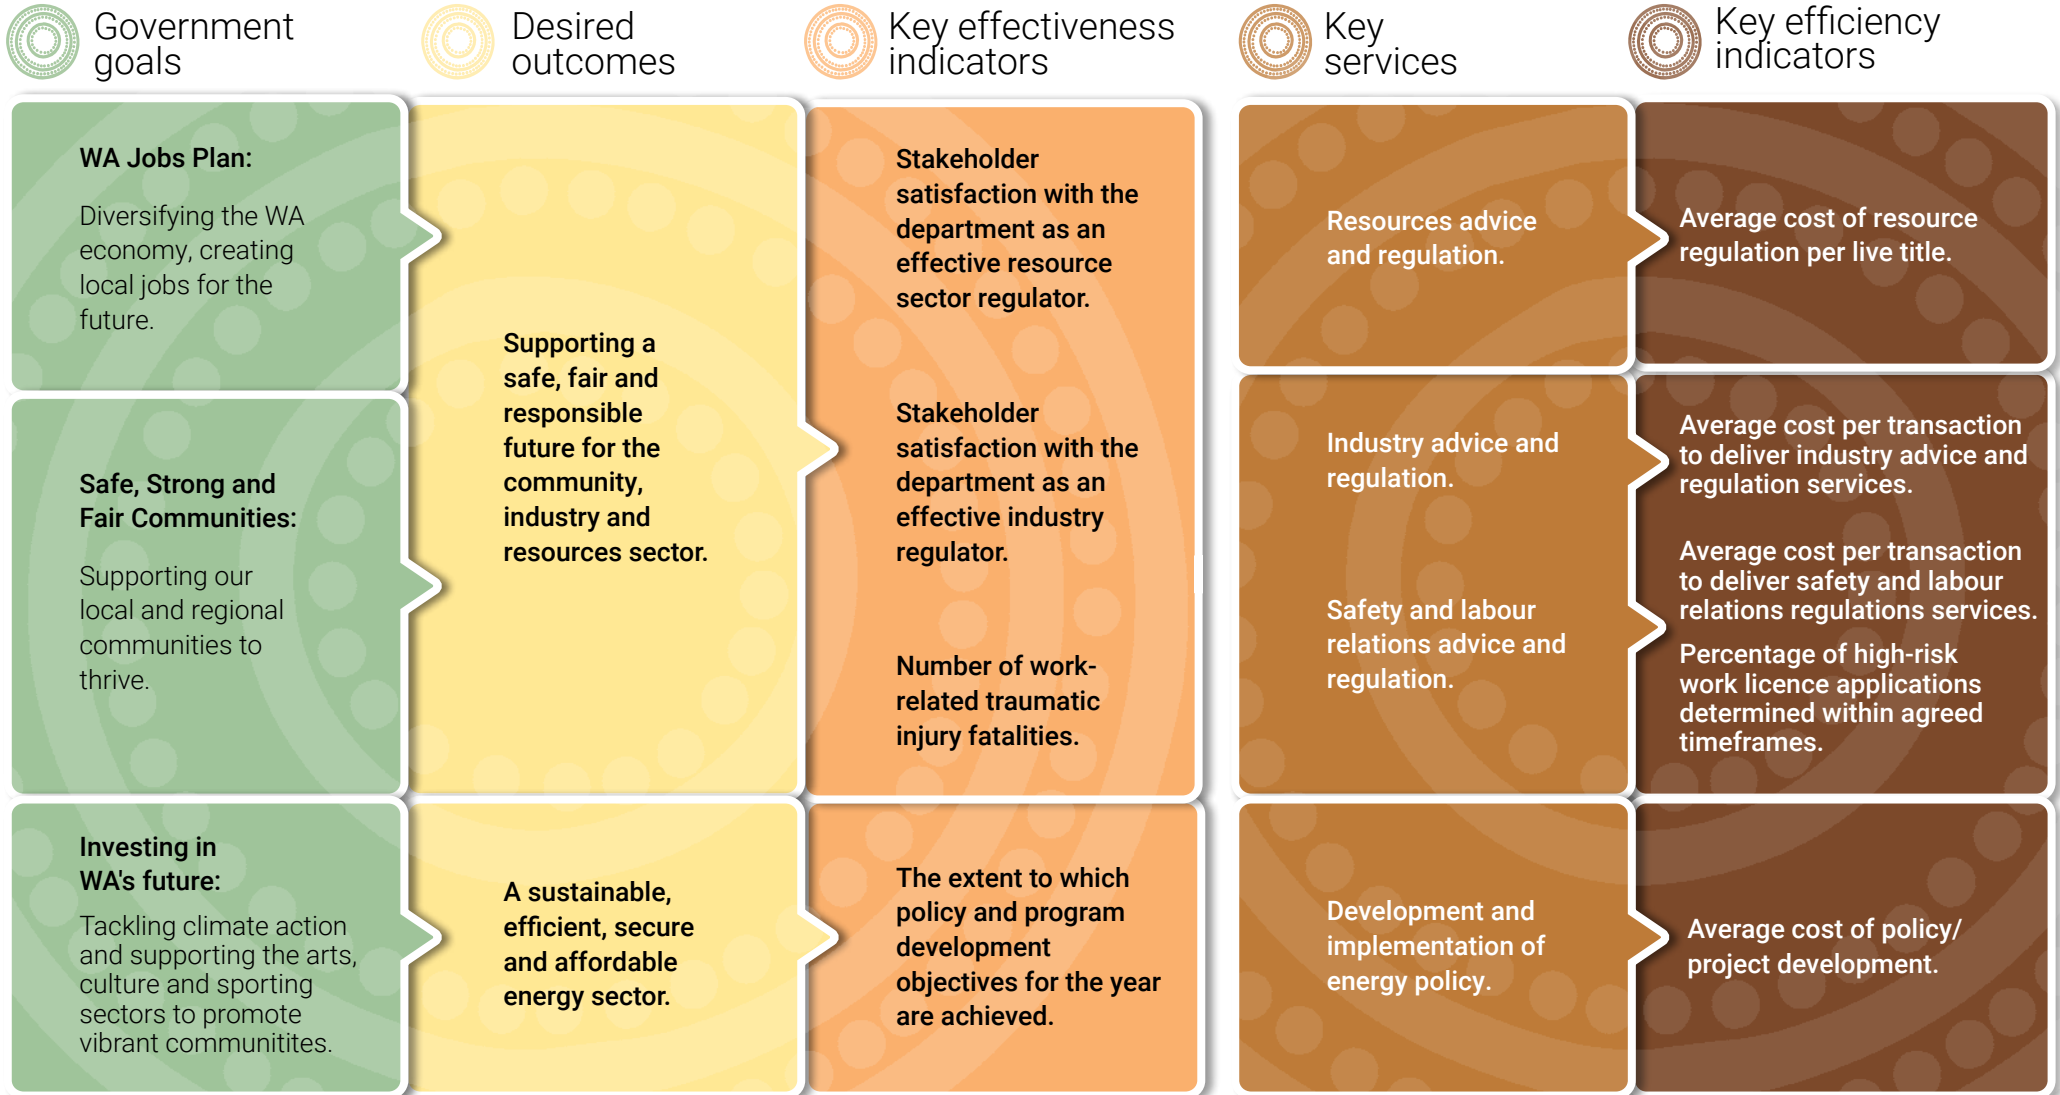 Government
goals
Desired
outcomes
Key effectiveness
indicators
Key
services
Key efficiency
indicators
WA Jobs Plan:
Diversifying the WA
economy, creating
local jobs for the
future.
Safe, Strong and
Fair Communities:
Supporting our
local and regional
communities to
thrive.
Supporting a
safe, fair and
responsible
future for the
community,
industry and
resources sector.
Stakeholder
satisfaction with the
department as an
effective resource
sector regulator.
Stakeholder
satisfaction with the
department as an
effective industry
regulator.
Number of work-
related traumatic
injury fatalities.
Resources advice
and regulation.
Average cost of resource
regulation per live title.
Industry advice and
regulation.
Average cost per transaction
to deliver industry advice and
regulation services.
Safety and labour
relations advice and
regulation.
Average cost per transaction
to deliver safety and labour
relations regulations services.
Percentage of high-risk
work licence applications
determined within agreed
timeframes.
Investing in
WA's future:
Tackling climate action
and supporting the arts,
culture and sporting
sectors to promote
vibrant communitites.
A sustainable,
efficient, secure
and affordable
energy sector.
The extent to which
policy and program
development
objectives for the year
are achieved.
Development and
implementation of
energy policy.
Average cost of policy/
project development.